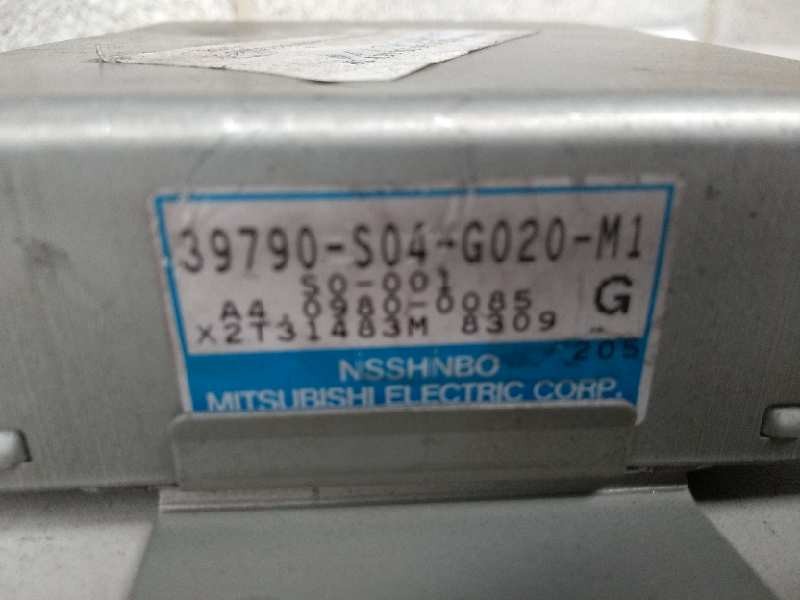 39790-S04-G020-M1
S0-001
A4.0980-0085 G
X2T31483M 8309
205
NSSHNBO
MITSUBISHI ELECTRIC CORP.